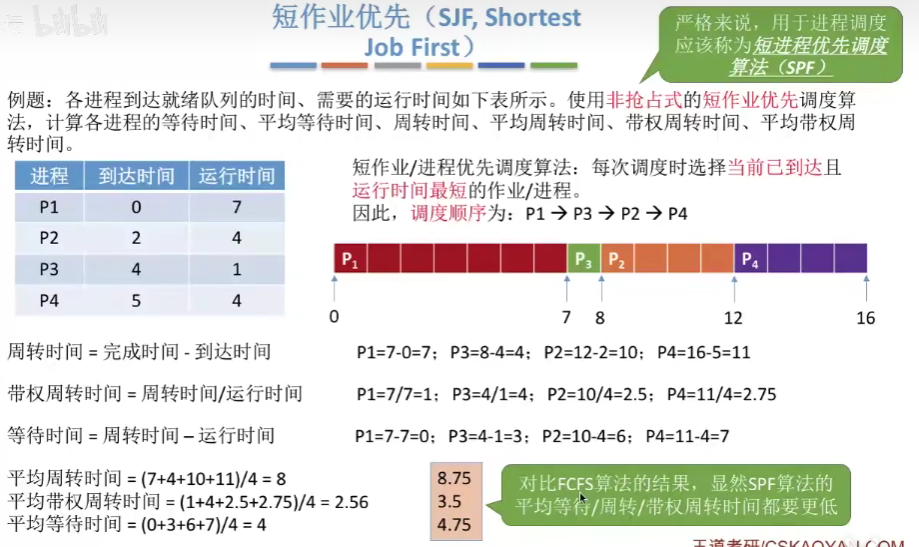 bilibili
短作业优先（SJF, Shortest
Job First）
严格来说，用于进程调度
应该称为短进程优先调度
算法（SPF）
例题：各进程到达就绪队列的时间、需要的运行时间如下表所示。使用非抢占式的短作业优先调度算
法，计算各进程的等待时间、平均等待时间、周转时间、平均周转时间、带权周转时间、平均带权周
转时间。
进程 到达时间 运行时间
P1 0 7
P2 2 4
P3 4 1
P4 5 4
短作业/进程优先调度算法：每次调度时选择当前已到达且
运行时间最短的作业/进程。
因此，调度顺序为：P1 → P3 → P2 → P4
P1 P3 P2 P4
0 7 8 12 16
周转时间 = 完成时间 - 到达时间 P1=7-0=7；P3=8-4=4；P2=12-2=10；P4=16-5=11
带权周转时间 = 周转时间/运行时间 P1=7/7=1；P3=4/1=4；P2=10/4=2.5；P4=11/4=2.75
等待时间 = 周转时间 – 运行时间 P1=7-7=0；P3=4-1=3；P2=10-4=6；P4=11-4=7
平均周转时间 = (7+4+10+11)/4 = 8 8.75
平均带权周转时间 = (1+4+2.5+2.75)/4 = 2.56 3.5
平均等待时间 = (0+3+6+7)/4 = 4 4.75
对比FCFS算法的结果，显然SPF算法的
平均等待/周转/带权周转时间都要更低
王道考研/CSKAOYAN.COM